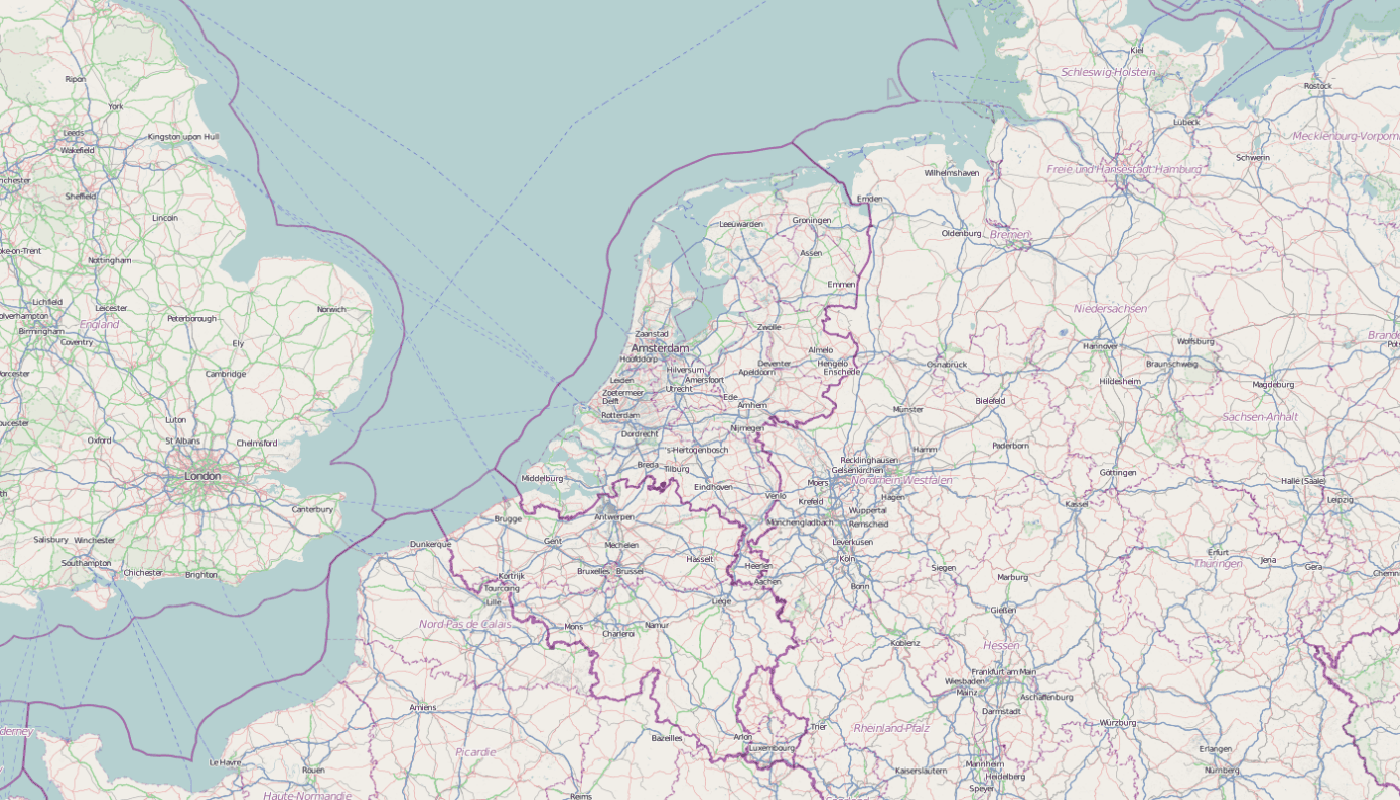 Kiel
Schleswig-Holstein
Ripon
Rostock
York
Lübeck
Leeds
Kingston upon Hull
Mecklenburg-Vorpom
Wakefield
Schwerin
nchester
Wilhelmshaven
Freie und Hansestadt Hamburg
Sheffield
Emden
Lincoln
Leeuwarden
Groningen
Oldenburg
Bremen
oke-on-Trent
Assen
Nottingham
Emmen
Lichfield
Leicester
Norwich
Niedersachsen
olverhampton
Peterborough
England
Zwolle
Birmingham
Zaanstad
Brande
Coventry
Ely
Amsterdam
Almelo
Hannover
Wolfsburg
Pot
Hoofddorp
Hengelo
Deventer
Osnabrück
Braunschweig
Hilversum
Apeldoorn
Enschede
Worcester
Cambridge
Leiden
Amersfoort
Hildesheim
Magdeburg
Utrecht
Zoetermeer
Ede
Delft
Arnhem
Bielefeld
Münster
Rotterdam
Sachsen-Anhalt
Luton
oucester
Nijmegen
Dordrecht
Oxford
St Albans
Chelmsford
's-Hertogenbosch
Hamm
Paderborn
Recklinghausen
Breda
Tilburg
Gelsenkirchen
Göttingen
London
Middelburg
Moers
Nordrhein-Westfalen
Halle (Saale)
Eindhoven
Venlo
Hagen
Krefeld
Leipzig
Kassel
Canterbury
Wuppertal
Brugge
Antwerpen
Mönchengladbach
Remscheid
Salisbury
Winchester
Dunkerque
Gent
Mechelen
Leverkusen
Erfurt
Hasselt
Köln
Jena
Southampton
Heerlen
Siegen
Thüringen
Gera
Chichester
Brighton
Kortrijk
Bruxelles
Brussel
Aachen
Marburg
Chemn
Tourcoing
Bonn
Lille
Liège
Gießen
Nord-Pas de Calais
Mons
Namur
Charleroi
Koblenz
Hessen
Frankfurt am Main
Wiesbaden
Mainz
Aschaffenburg
Amiens
Darmstadt
Würzburg
Trier
Rheinland-Pfalz
derney
Arlon
Bazeilles
Luxembourg
Erlangen
Picardie
Le Havre
Mannheim
Rouen
Kaiserslautern
Nürnberg
Heidelberg
Speyer
Haute-Normandie
Reims